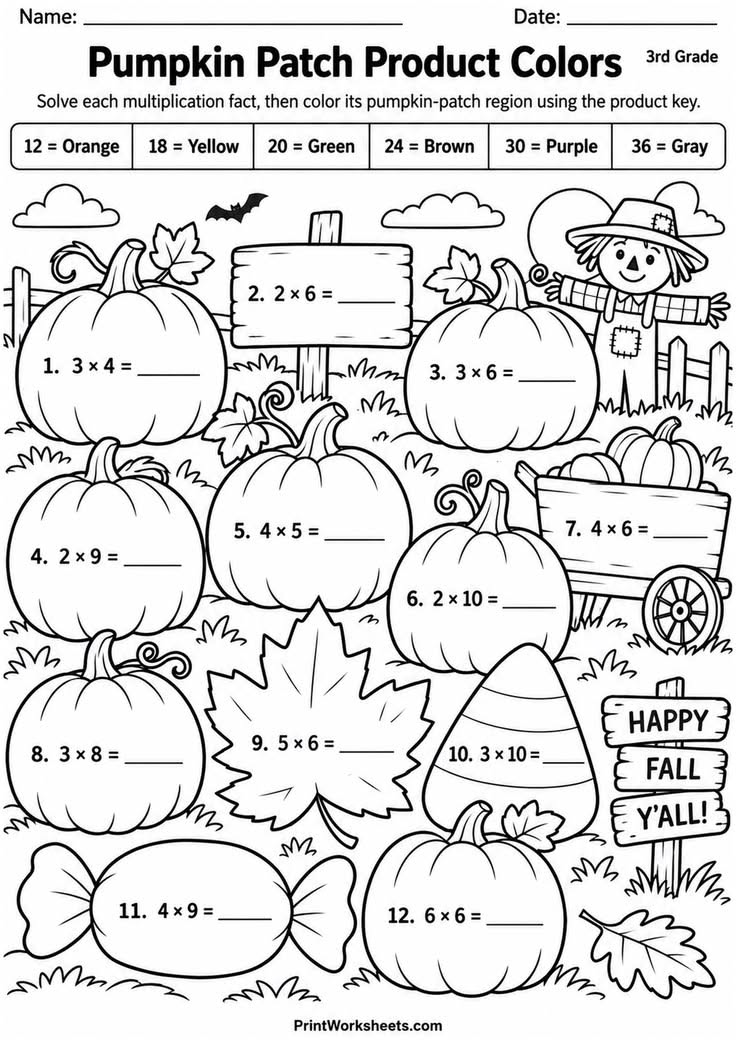 Name: ____________ Date: ____________
Pumpkin Patch Product Colors
3rd Grade
Solve each multiplication fact, then color its pumpkin-patch region using the product key.
12 = Orange 18 = Yellow 20 = Green 24 = Brown 30 = Purple 36 = Gray
1. 3 × 4 = ______
2. 2 × 6 = ______
3. 3 × 6 = ______
4. 2 × 9 = ______
5. 4 × 5 = ______
6. 2 × 10 = ______
7. 4 × 6 = ______
8. 3 × 8 = ______
9. 5 × 6 = ______
10. 3 × 10 = ______
HAPPY
FALL
Y'ALL!
11. 4 × 9 = ______
12. 6 × 6 = ______
PrintWorksheets.com